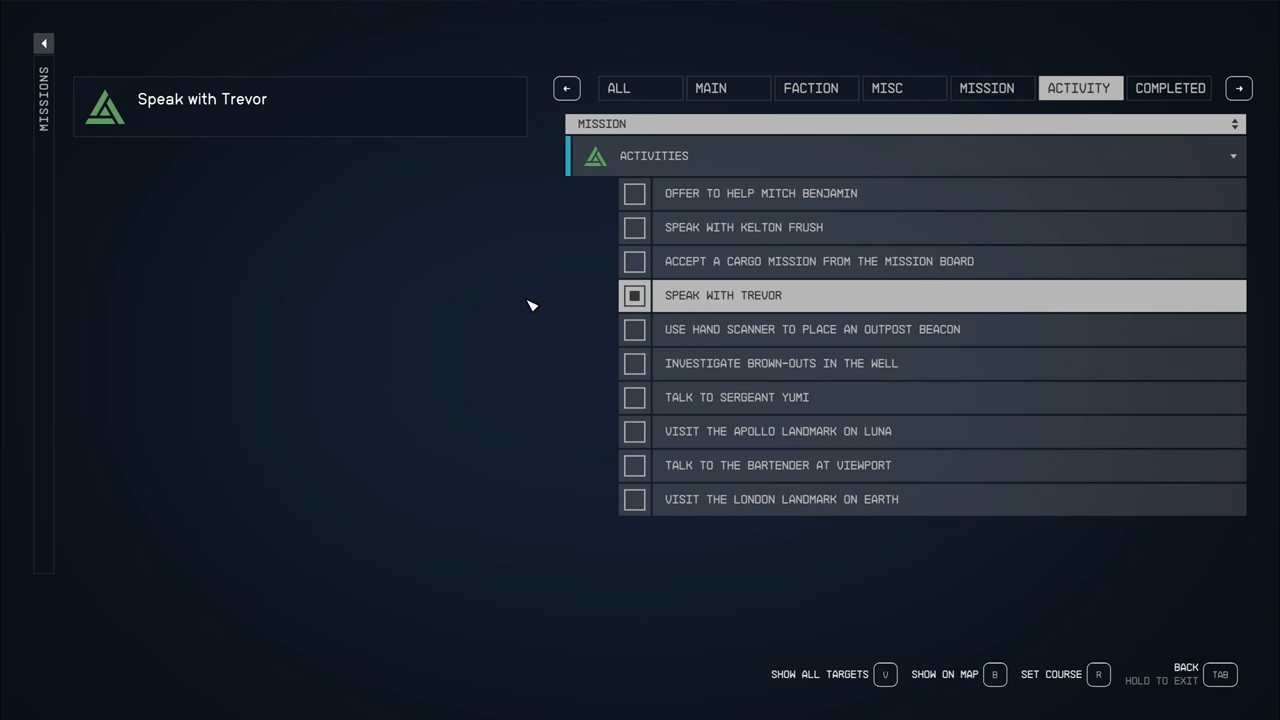 MISSIONS
Speak with Trevor
ALL MAIN FACTION MISC MISSION ACTIVITY COMPLETED
MISSION
ACTIVITIES
OFFER TO HELP MITCH BENJAMIN
SPEAK WITH KELTON FRUSH
ACCEPT A CARGO MISSION FROM THE MISSION BOARD
SPEAK WITH TREVOR
USE HAND SCANNER TO PLACE AN OUTPOST BEACON
INVESTIGATE BROWN-OUTS IN THE WELL
TALK TO SERGEANT YUMI
VISIT THE APOLLO LANDMARK ON LUNA
TALK TO THE BARTENDER AT VIEWPORT
VISIT THE LONDON LANDMARK ON EARTH
SHOW ALL TARGETS V SHOW ON MAP B SET COURSE R BACK TAB
HOLD TO EXIT